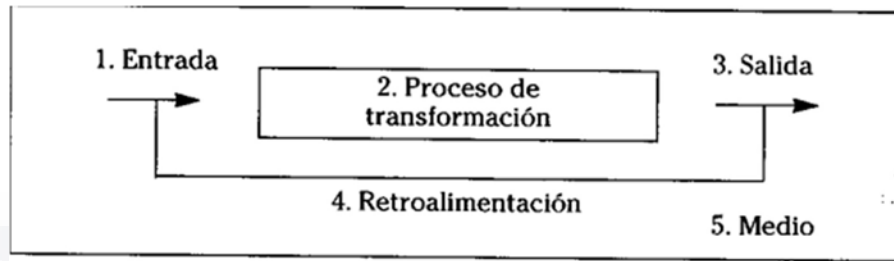 1. Entrada
2. Proceso de
transformación
3. Salida
4. Retroalimentación
5. Medio